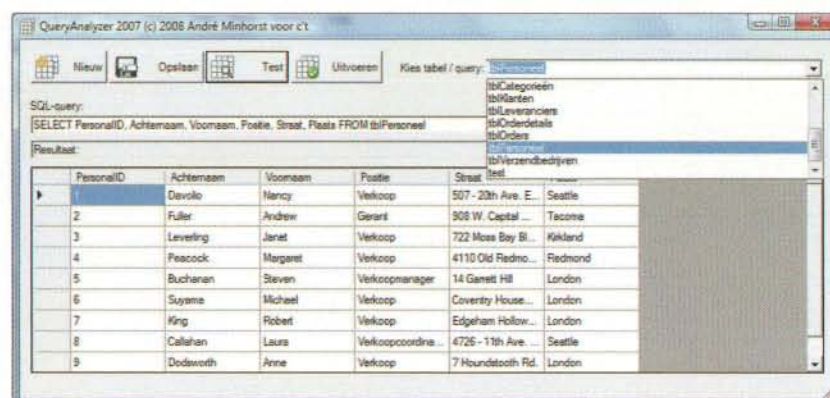 QueryAnalyzer 2007 (c) 2008 André Minhorst voor c't
Nieuw Opslaan Test Uitvoeren Kies tabel / query: tblPersoneel
tblCategorieën
tblKlanten
tblLeveranciers
tblOrderdetails
tblOrders
tblPersoneel
tblVerzendbedrijven
test
SQL-query:
SELECT PersonalID, Achternaam, Voornaam, Positie, Straat, Plaats FROM tblPersoneel
Resultaat:
PersonalID Achternaam Voornaam Positie Straat
1 Davolio Nancy Verkoop 507 - 20th Ave. E... Seattle
2 Fuller Andrew Gerant 908 W. Capital ... Tacoma
3 Leverling Janet Verkoop 722 Moss Bay Bl... Kirkland
4 Peacock Margaret Verkoop 4110 Old Redmo... Redmond
5 Buchanan Steven Verkoopmanager 14 Garrett Hill London
6 Suyama Michael Verkoop Coventry House... London
7 King Robert Verkoop Edgeham Hollow... London
8 Callahan Laura Verkoopcoordina... 4726 - 11th Ave. ... Seattle
9 Dodsworth Anne Verkoop 7 Houndstooth Rd. London